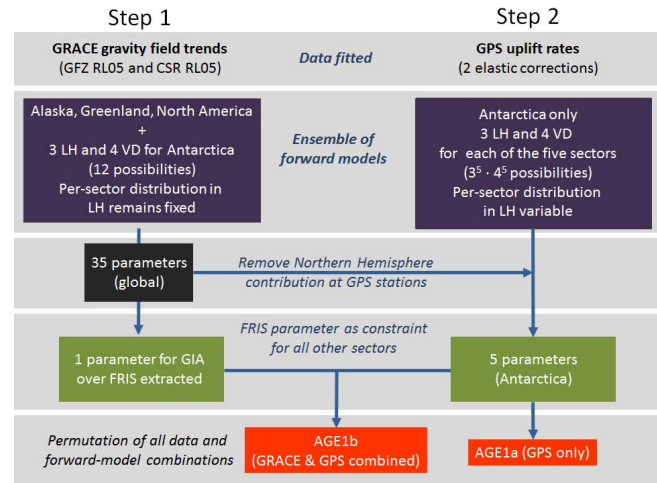 Step 1
Step 2
GRACE gravity field trends
(GFZ RL05 and CSR RL05)
Data fitted
GPS uplift rates
(2 elastic corrections)
Alaska, Greenland, North America
+
3 LH and 4 VD for Antarctica
(12 possibilities)
Per-sector distribution in
LH remains fixed
Ensemble of
forward models
Antarctica only
3 LH and 4 VD
for each of the five sectors
(3⁵ · 4⁵ possibilities)
Per-sector distribution
in LH variable
35 parameters
(global)
Remove Northern Hemisphere
contribution at GPS stations
FRIS parameter as constraint
for all other sectors
1 parameter for GIA
over FRIS extracted
5 parameters
(Antarctica)
Permutation of all data and
forward-model combinations
AGE1b
(GRACE & GPS combined)
AGE1a (GPS only)